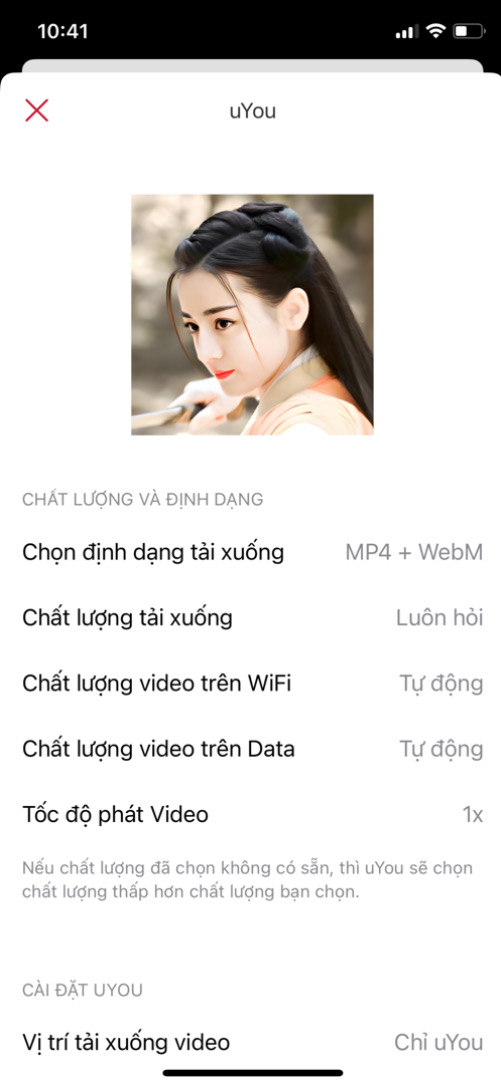 10:41
uYou
CHẤT LƯỢNG VÀ ĐỊNH DẠNG
Chọn định dạng tải xuống MP4 + WebM
Chất lượng tải xuống Luôn hỏi
Chất lượng video trên WiFi Tự động
Chất lượng video trên Data Tự động
Tốc độ phát Video 1x
Nếu chất lượng đã chọn không có sẵn, thì uYou sẽ chọn
chất lượng thấp hơn chất lượng bạn chọn.
CÀI ĐẶT UYOU
Vị trí tải xuống video Chỉ uYou